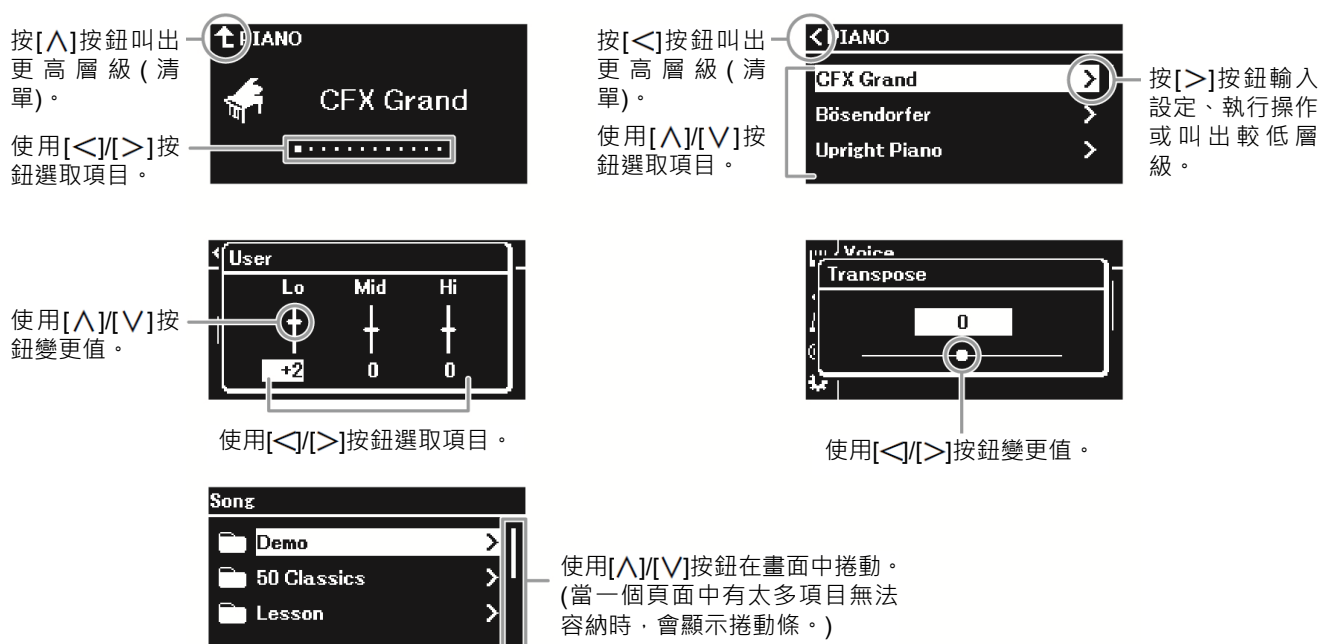 按[∧]按鈕叫出
更高層級(清
單)。
使用[<]/[>]按
鈕選取項目。
PIANO
CFX Grand
按[<]按鈕叫出
更高層級(清
單)。
使用[∧]/[∨]按
鈕選取項目。
PIANO
CFX Grand
Bösendorfer
Upright Piano
按[>]按鈕輸入
設定、執行操作
或叫出較低層
級。
使用[∧]/[∨]按
鈕變更值。
User
Lo Mid Hi
+2 0 0
使用[<]/[>]按鈕選取項目。
Voice
Transpose
0
使用[<]/[>]按鈕變更值。
Song
Demo
50 Classics
Lesson
使用[∧]/[∨]按鈕在畫面中捲動。
(當一個頁面中有太多項目無法
容納時，會顯示捲動條。)